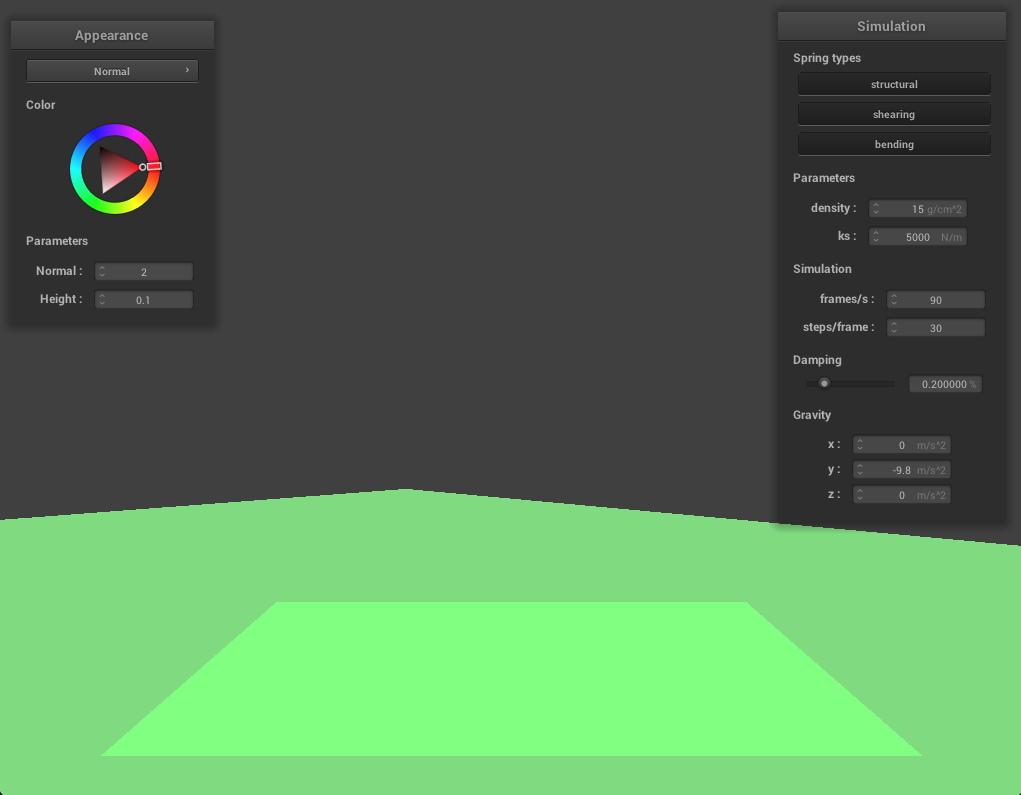 Appearance
Normal
Color
Parameters
Normal :
2
Height :
0.1
Simulation
Spring types
structural
shearing
bending
Parameters
density :
15 g/cm^2
ks :
5000 N/m
Simulation
frames/s :
90
steps/frame :
30
Damping
0.200000 %
Gravity
x :
0 m/s^2
y :
-9.8 m/s^2
z :
0 m/s^2